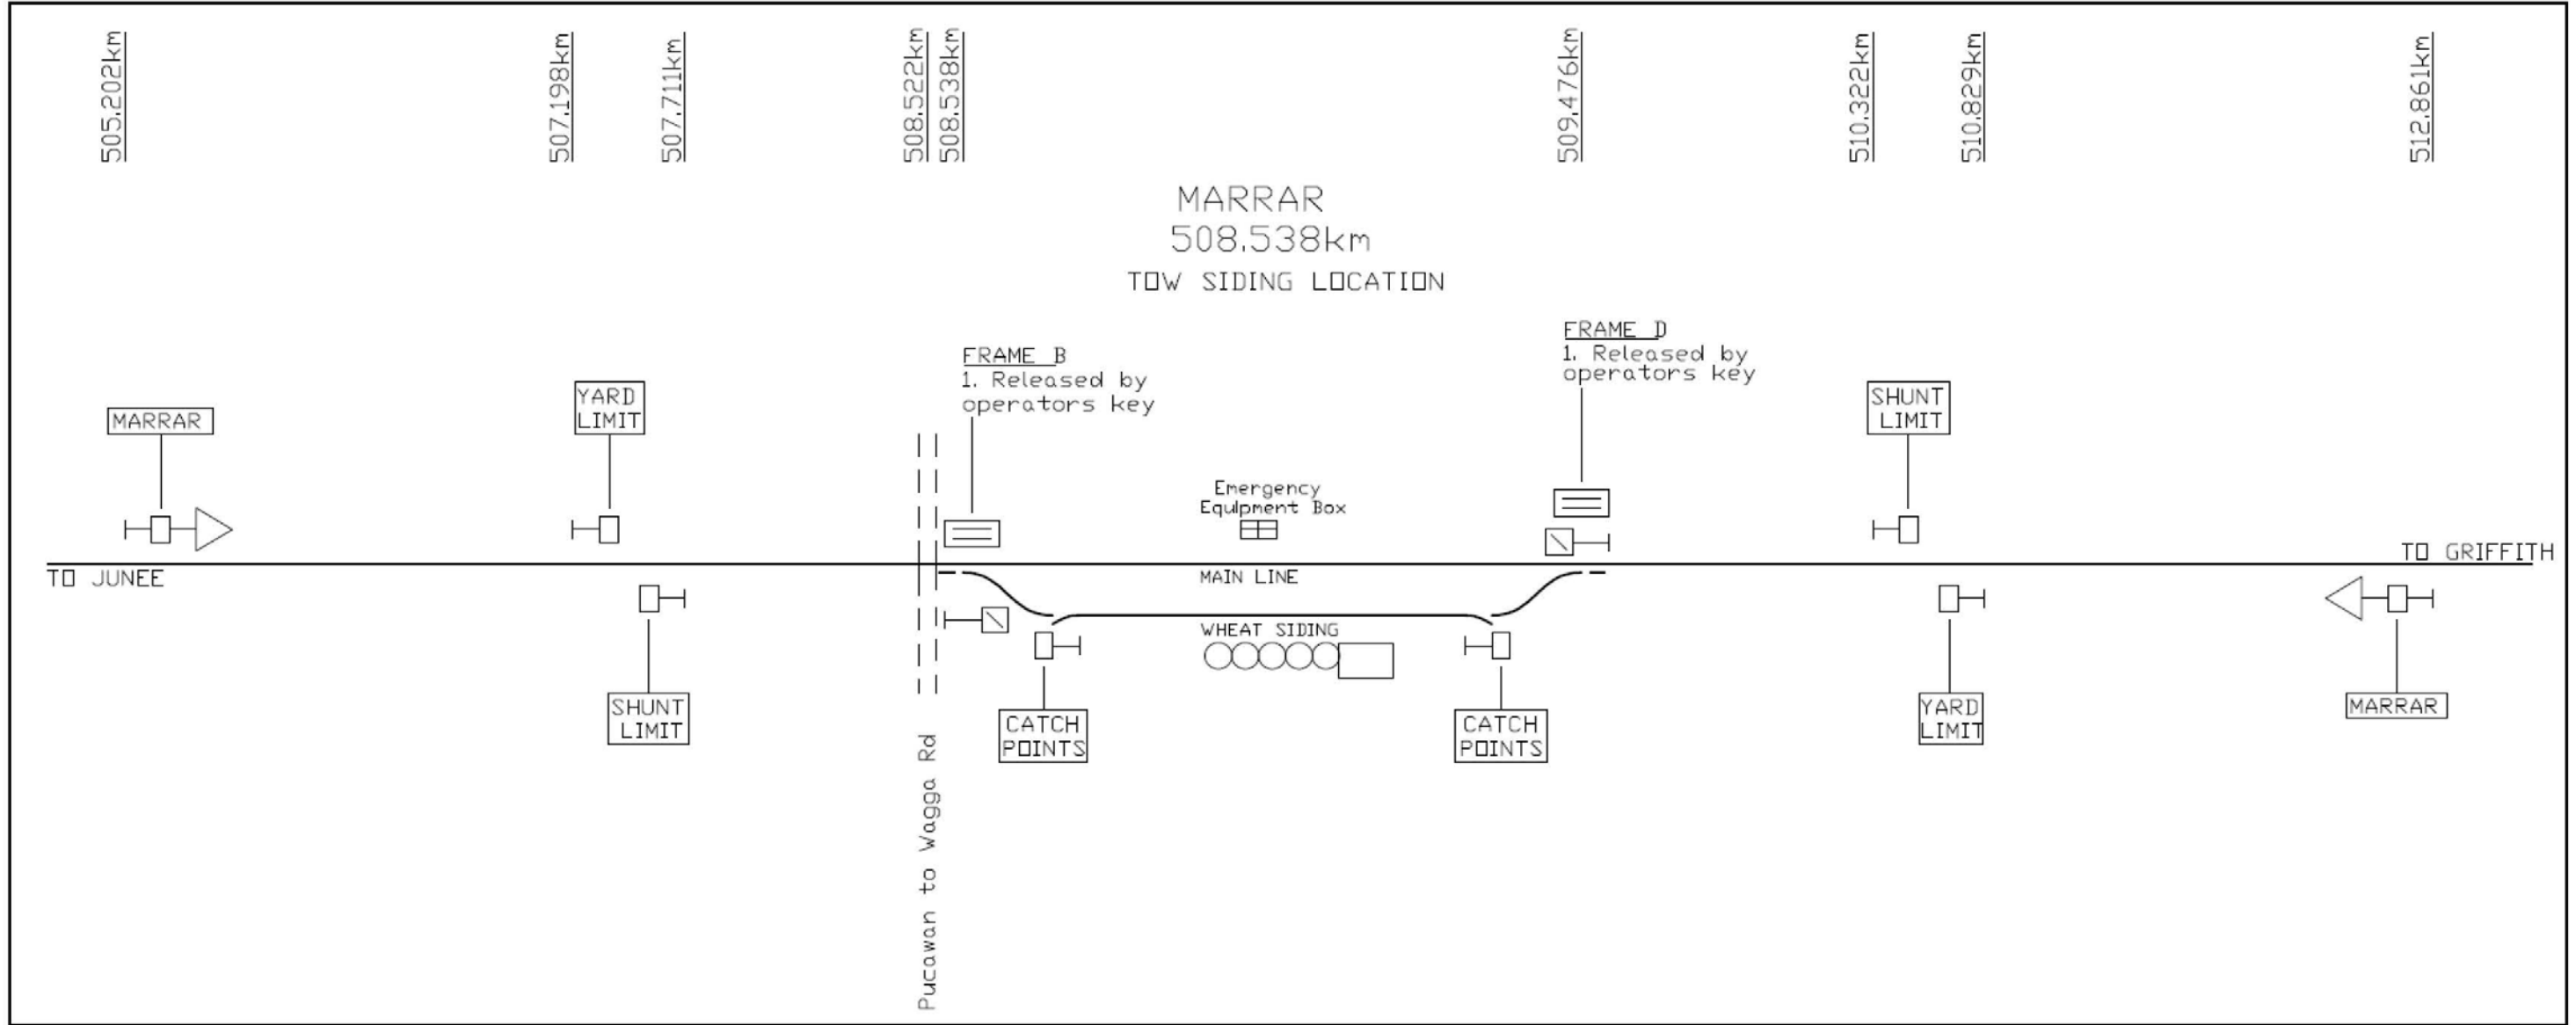 505.202km
507.198km
507.711km
508.522km
508.538km
509.476km
510.322km
510.829km
512.861km
MARRAR
508.538km
TOW SIDING LOCATION
FRAME B
1. Released by
operators key
FRAME D
1. Released by
operators key
MARRAR
YARD
LIMIT
SHUNT
LIMIT
Emergency
Equipment Box
TO JUNEE
MAIN LINE
TO GRIFFITH
WHEAT SIDING
SHUNT
LIMIT
CATCH
POINTS
CATCH
POINTS
YARD
LIMIT
MARRAR
Pucawan to Wagga Rd